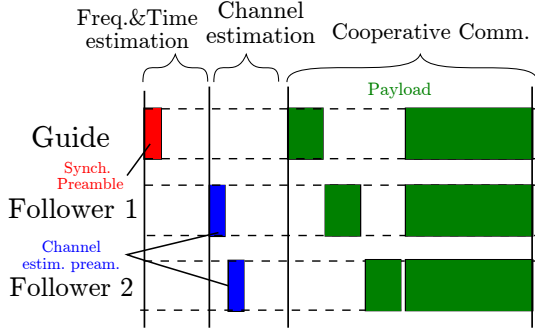 Freq.&Time
estimation
Channel
estimation
Cooperative Comm.
Payload
Guide
Synch.
Preamble
Follower 1
Channel
estim. pream.
Follower 2